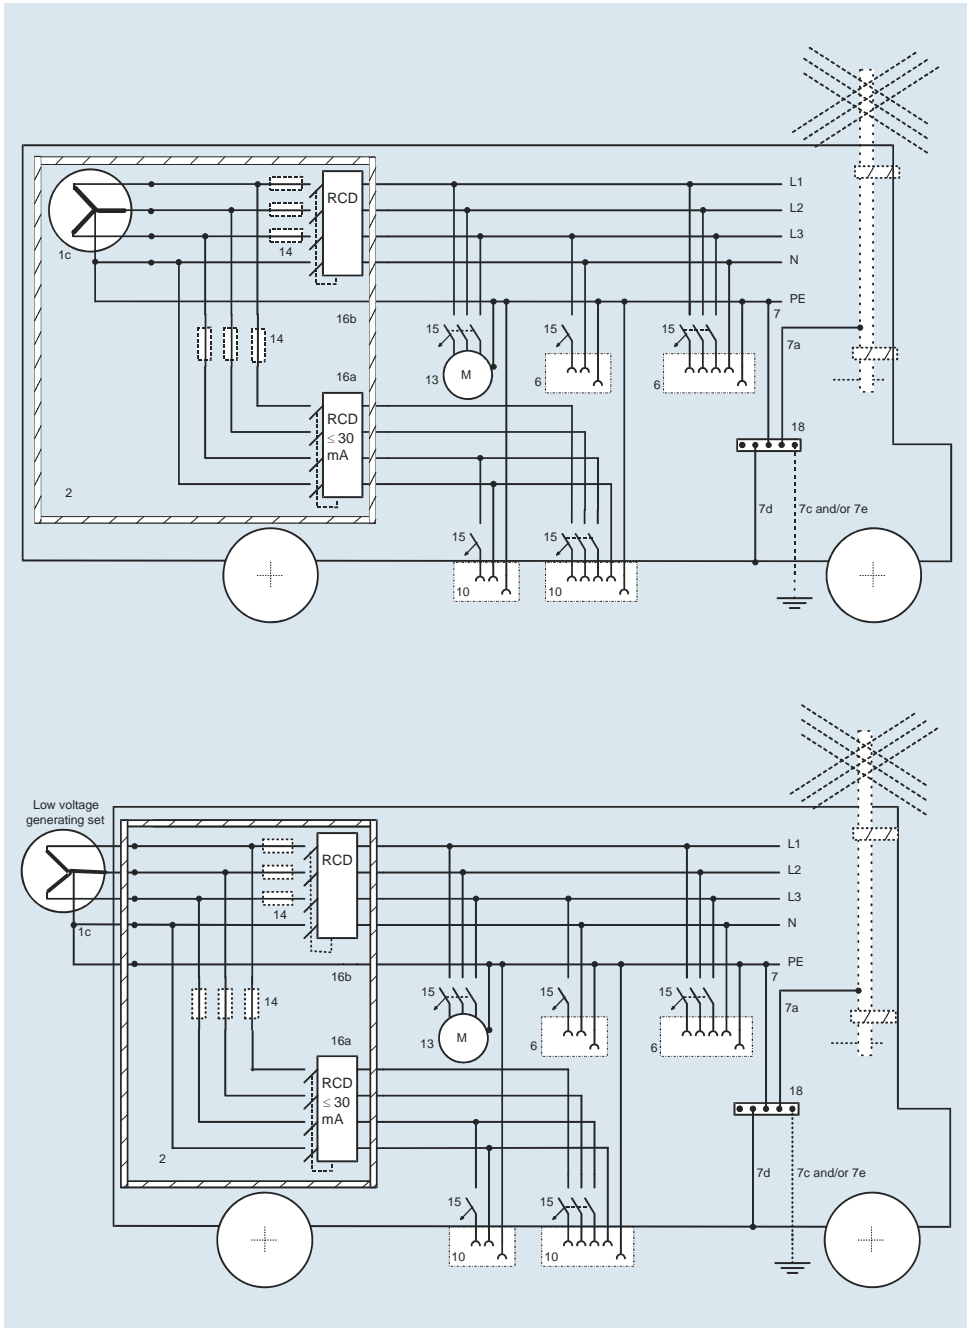 L1
RCD
L2
L3
14
1c
N
PE
16b
7
15
15
15
14
7a
16a
13
M
6
6
RCD
≤ 30
mA
18
2
7d
7c and/or 7e
15
15
10
10
Low voltage
generating set
L1
RCD
L2
L3
14
N
1c
PE
16b
7
15
15
15
14
7a
16a
13
M
6
6
RCD
≤ 30
mA
18
2
7d
7c and/or 7e
15
15
10
10